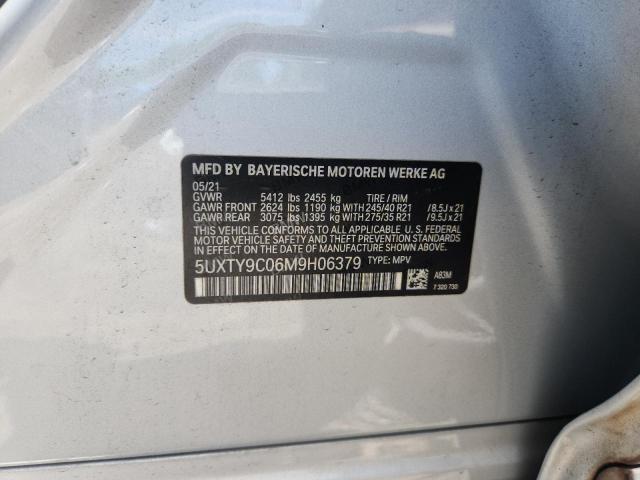 MFD BY BAYERISCHE MOTOREN WERKE AG
05/21
GVWR 5412 lbs 2455 kg TIRE / RIM
GAWR FRONT 2624 lbs 1190 kg WITH 245/40 R21 /8.5J x 21
GAWR REAR 3075 lbs 1395 kg WITH 275/35 R21 /9.5J x 21
THIS VEHICLE CONFORMS TO ALL APPLICABLE U.S. FEDERAL
MOTOR VEHICLE SAFETY STANDARDS IN EFFECT ON THE
DATE OF MANUFACTURE SHOWN ABOVE.
5UXTY9C06M9H06379 TYPE: MPV
A83M
7 320 730